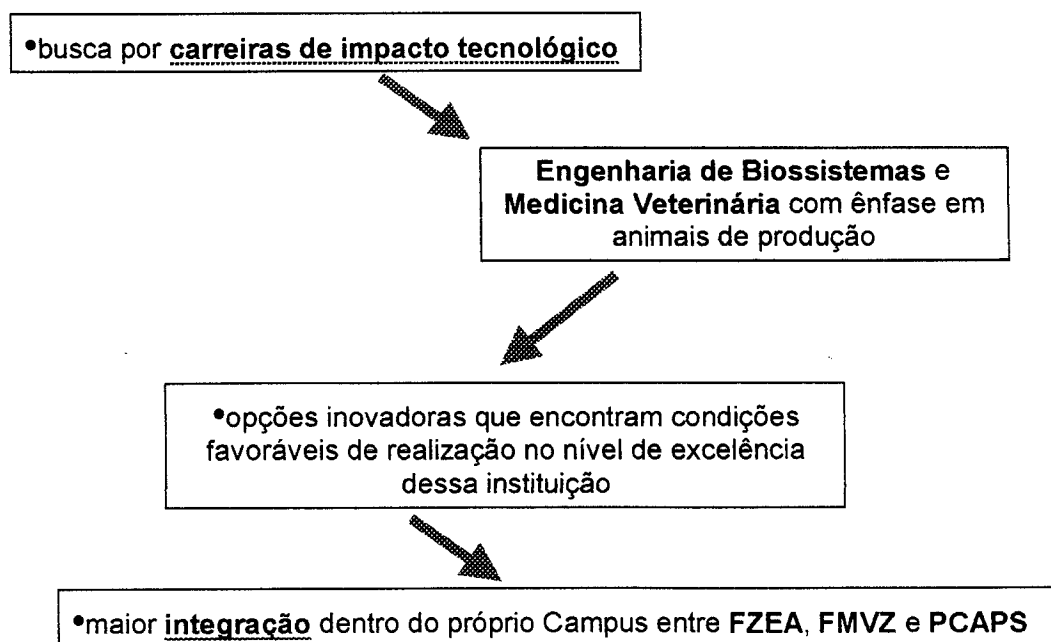 •busca por carreiras de impacto tecnológico
Engenharia de Biossistemas e
Medicina Veterinária com ênfase em
animais de produção
•opções inovadoras que encontram condições
favoráveis de realização no nível de excelência
dessa instituição
•maior integração dentro do próprio Campus entre FZEA, FMVZ e PCAPS